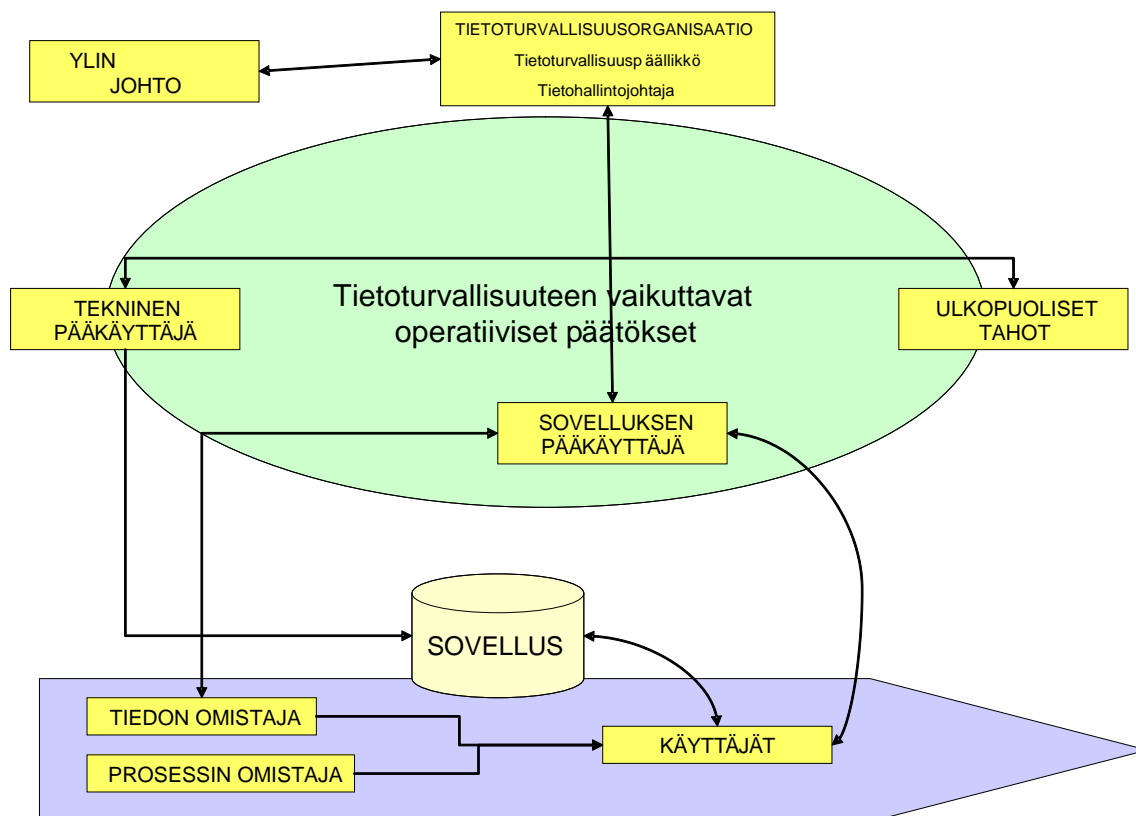 YLIN
JOHTO
TIETOTURVALLISUUSORGANISAATIO
Tietoturvallisuusp äällikkö
Tietohallintojohtaja
TEKNINEN
PÄÄKÄYTTÄJÄ
Tietoturvallisuuteen vaikuttavat
operatiiviset päätökset
ULKOPUOLISET
TAHOT
SOVELLUKSEN
PÄÄKÄYTTÄJÄ
SOVELLUS
TIEDON OMISTAJA
KÄYTTÄJÄT
PROSESSIN OMISTAJA